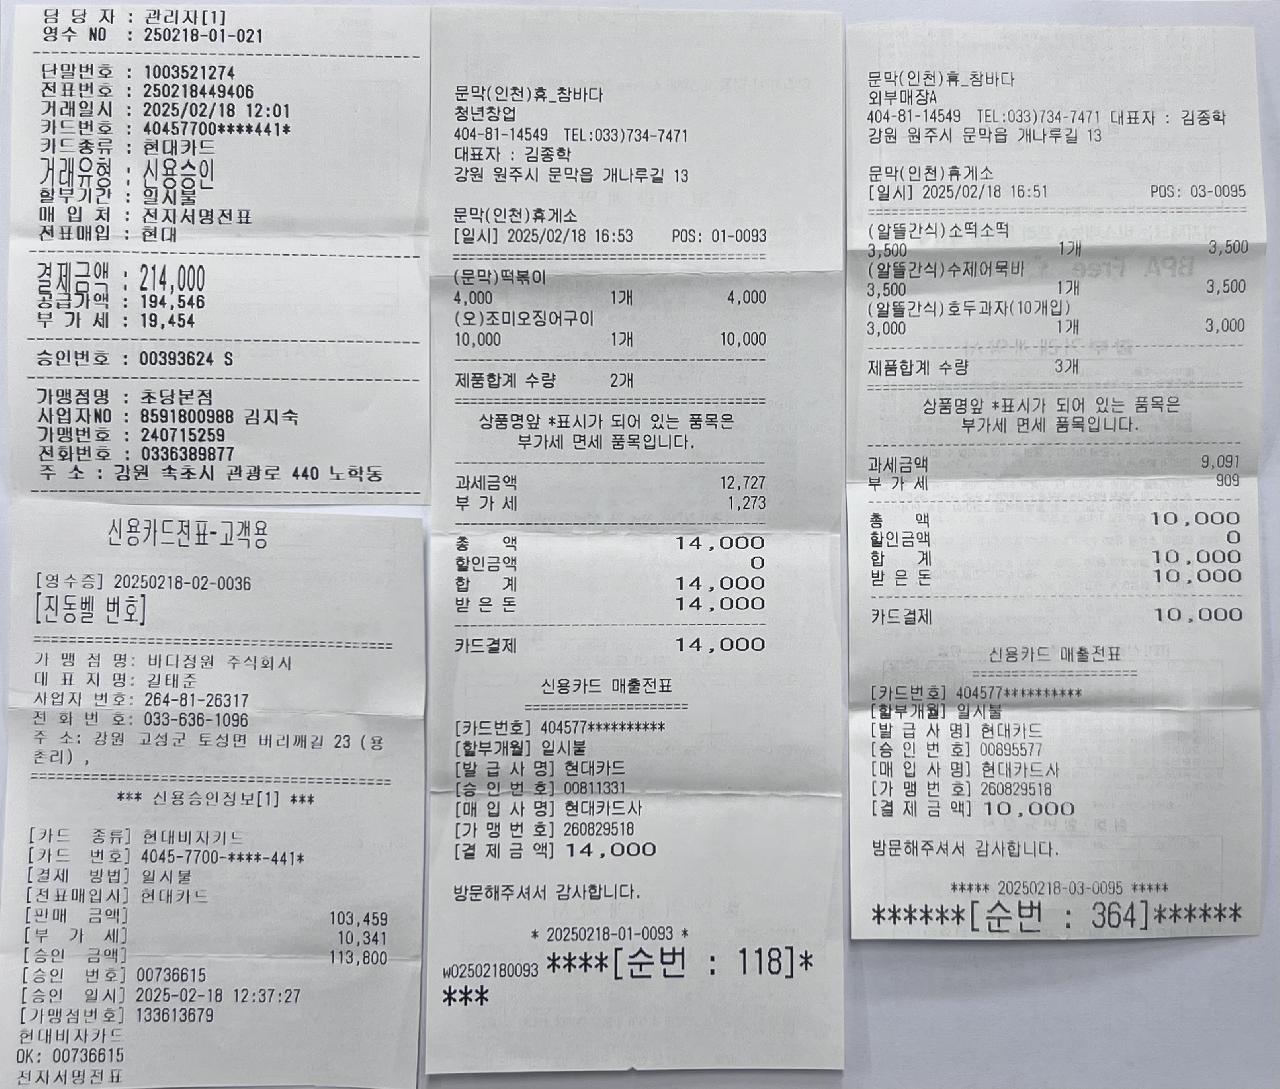 담 당 자 : 관리자[1]
영수 NO : 250218-01-021
단말번호 : 1003521274
전표번호 : 250218449406
거래일시 : 2025/02/18 12:01
카드번호 : 40457700****441*
카드종류 : 현대카드
거래유형 : 신용승인
할부기간 : 일시불
매 입 처 : 전자서명전표
전표매입 : 현대
결제금액 : 214,000
공급가액 : 194,546
부 가 세 : 19,454
승인번호 : 00393624 S
가맹점명 : 초당본점
사업자NO : 8591800988 김지숙
가맹번호 : 240715259
전화번호 : 0336389877
주 소 : 강원 속초시 관광로 440 노학동
신용카드전표-고객용
[영수증] 20250218-02-0036
[진동벨 번호]
가 맹 점 명: 바다정원 주식회사
대 표 자 명: 길태준
사업자 번호: 264-81-26317
전 화 번 호: 033-636-1096
주 소: 강원 고성군 토성면 버리깨길 23 (용
촌리) ,
*** 신용승인정보[1] ***
[카드 종류] 현대비자카드
[카드 번호] 4045-7700-****-441*
[결제 방법] 일시불
[전표매입사] 현대카드
[판매 금액] 103,459
[부 가 세] 10,341
[승인 금액] 113,800
[승인 번호] 00736615
[승인 일시] 2025-02-18 12:37:27
[가맹점번호] 133613679
현대비자카드
OK: 00736615
전자서명전표
문막(인천)휴_참바다
청년창업
404-81-14549 TEL:033)734-7471
대표자 : 김종학
강원 원주시 문막읍 개나루길 13
문막(인천)휴게소
[일시] 2025/02/18 16:53 POS: 01-0093
(문막)떡볶이
4,000 1개 4,000
(오)조미오징어구이
10,000 1개 10,000
제품합계 수량 2개
상품명앞 *표시가 되어 있는 품목은
부가세 면세 품목입니다.
과세금액 12,727
부 가 세 1,273
총 액 14,000
할인금액 0
합 계 14,000
받 은 돈 14,000
카드결제 14,000
신용카드 매출전표
[카드번호] 404577**********
[할부개월] 일시불
[발 급 사 명] 현대카드
[승 인 번 호] 00811331
[매 입 사 명] 현대카드사
[가 맹 번 호] 260829518
[결 제 금 액] 14,000
방문해주셔서 감사합니다.
* 20250218-01-0093 *
W02502180093 ****[순번 : 118]*
***
문막(인천)휴_참바다
외부매장A
404-81-14549 TEL:033)734-7471 대표자 : 김종학
강원 원주시 문막읍 개나루길 13
문막(인천)휴게소
[일시] 2025/02/18 16:51 POS: 03-0095
(알뜰간식)소떡소떡
3,500 1개 3,500
(알뜰간식)수제어묵바
3,500 1개 3,500
(알뜰간식)호두과자(10개입)
3,000 1개 3,000
제품합계 수량 3개
상품명앞 *표시가 되어 있는 품목은
부가세 면세 품목입니다.
과세금액 9,091
부 가 세 909
총 액 10,000
할인금액 0
합 계 10,000
받 은 돈 10,000
카드결제 10,000
신용카드 매출전표
[카드번호] 404577**********
[할부개월] 일시불
[발 급 사 명] 현대카드
[승 인 번 호] 00895577
[매 입 사 명] 현대카드사
[가 맹 번 호] 260829518
[결 제 금 액] 10,000
방문해주셔서 감사합니다.
***** 20250218-03-0095 *****
******[순번 : 364]******